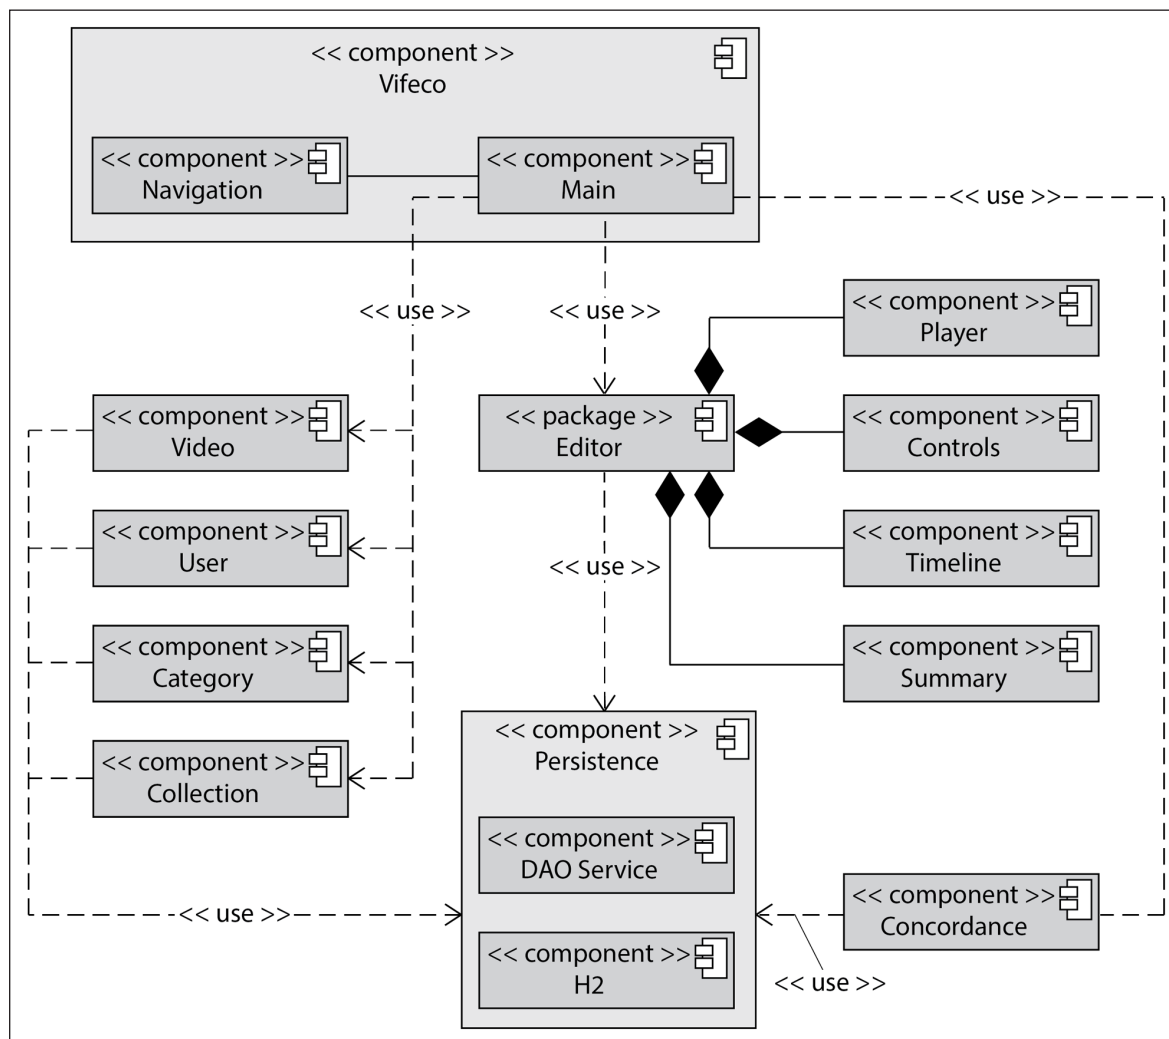 << component >>
Vifeco
<< component >>
Navigation
<< component >>
Main
<< use >>
<< use >>
<< use >>
<< component >>
Player
<< component >>
Video
<< package >>
Editor
<< component >>
Controls
<< component >>
User
<< use >>
<< component >>
Timeline
<< component >>
Category
<< component >>
Summary
<< component >>
Collection
<< component >>
Persistence
<< component >>
DAO Service
<< use >>
<< component >>
Concordance
<< component >>
H2
<< use >>